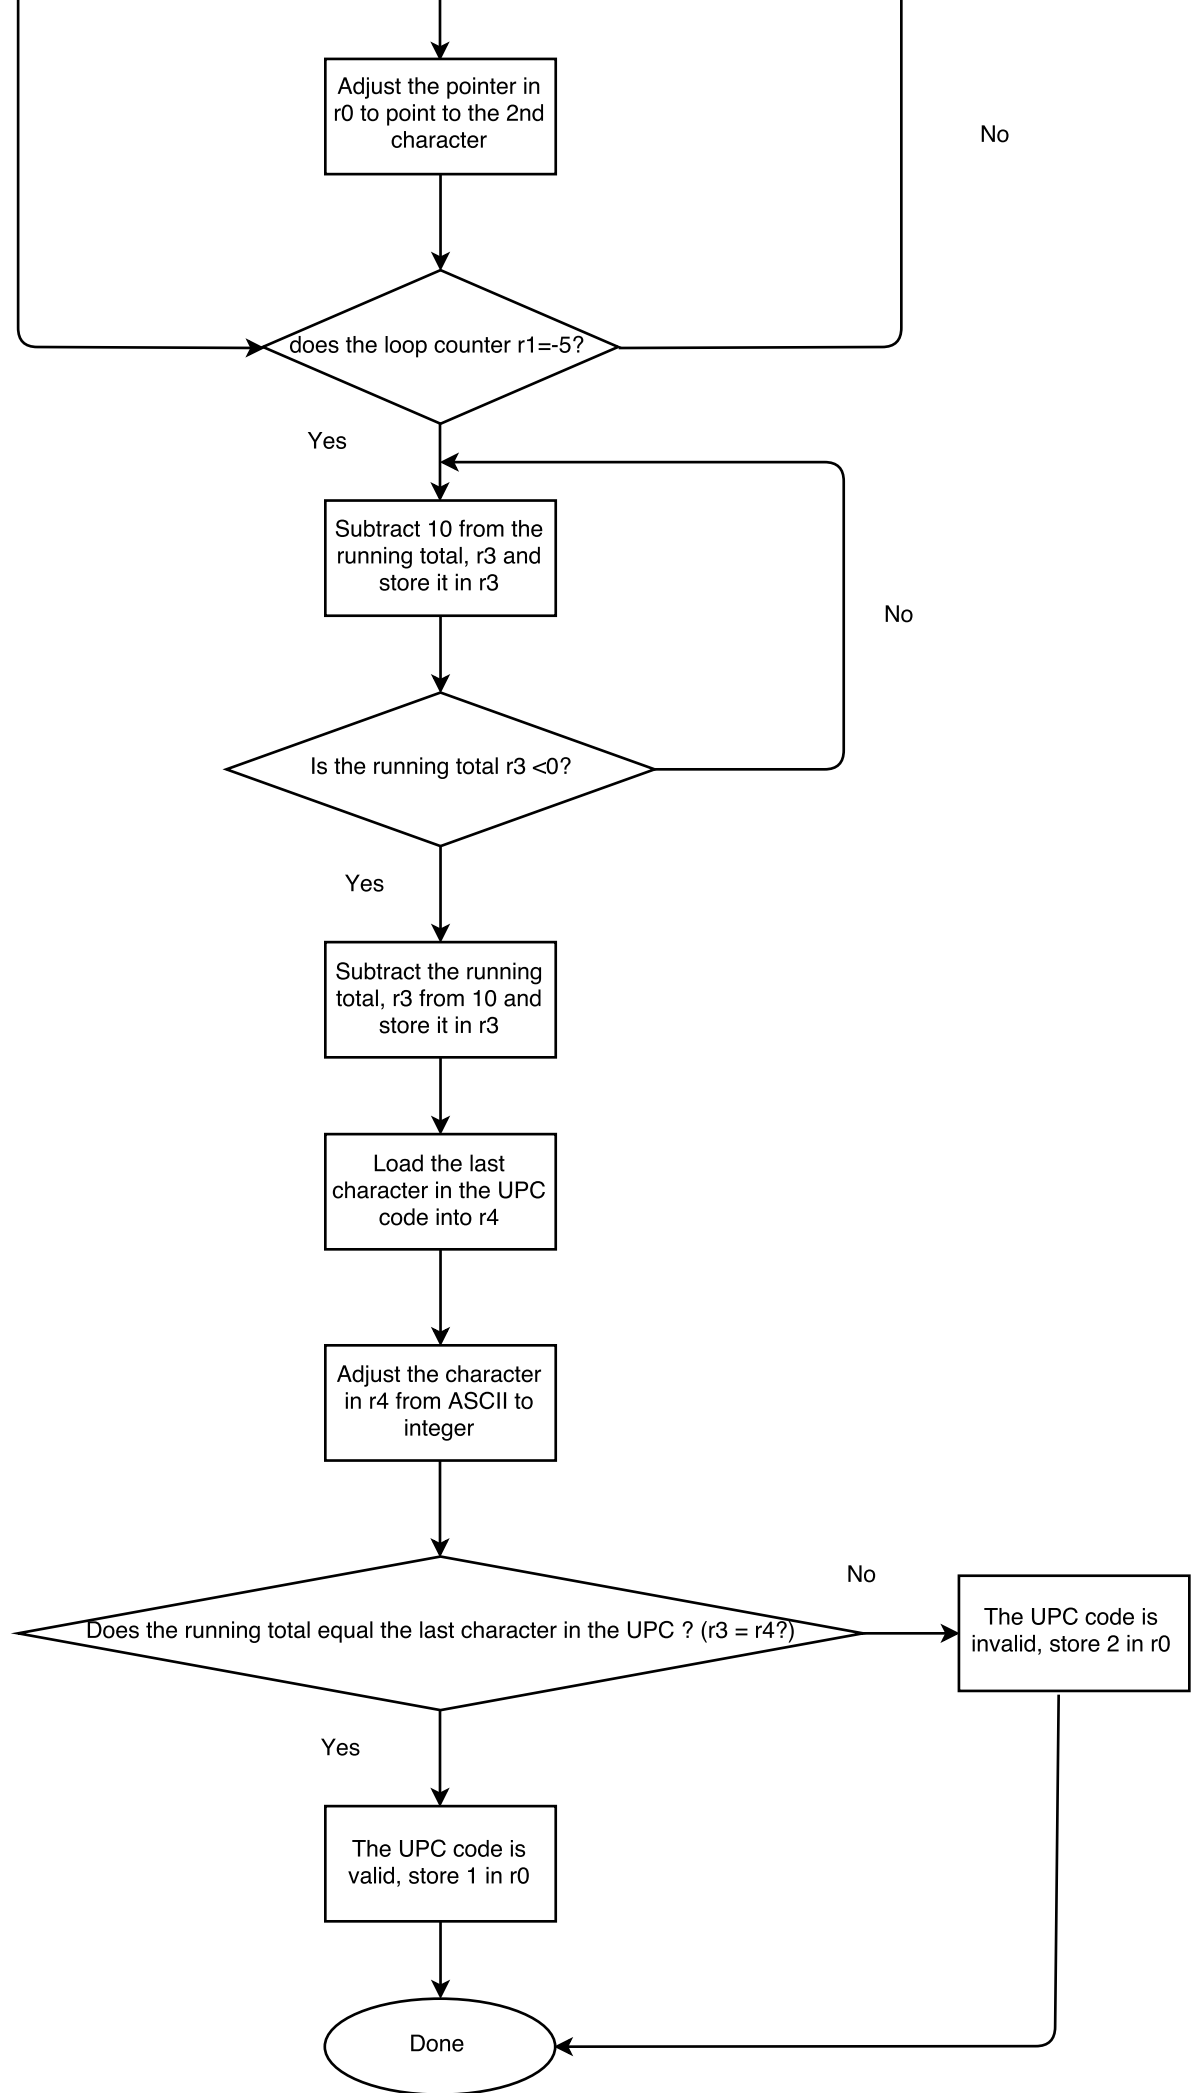 Adjust the pointer in
r0 to point to the 2nd
character
No
does the loop counter r1=-5?
Yes
Subtract 10 from the
running total, r3 and
store it in r3
No
Is the running total r3 <0?
Yes
Subtract the running
total, r3 from 10 and
store it in r3
Load the last
character in the UPC
code into r4
Adjust the character
in r4 from ASCII to
integer
Does the running total equal the last character in the UPC ? (r3 = r4?)
No
The UPC code is
invalid, store 2 in r0
Yes
The UPC code is
valid, store 1 in r0
Done